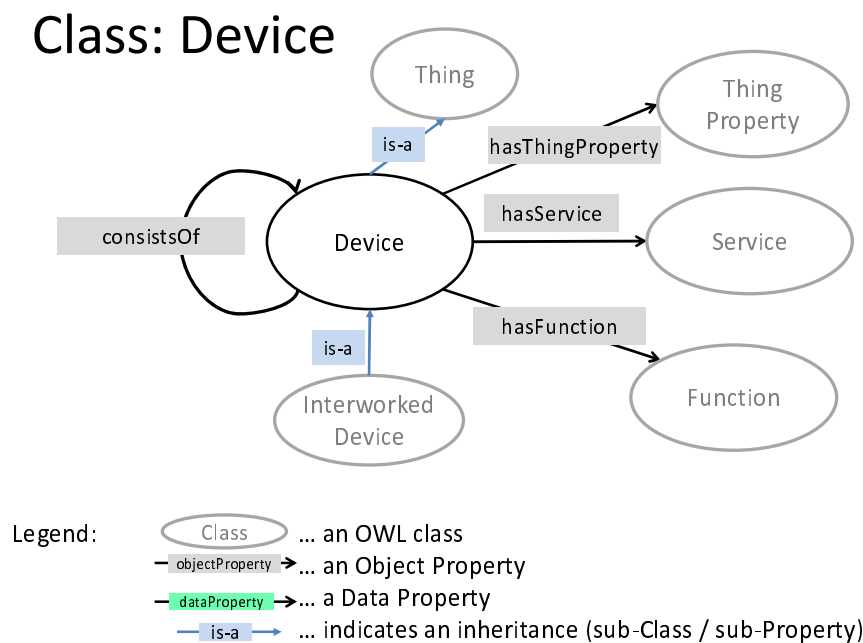 Class: Device
Thing
Thing
Property
is-a
hasThingProperty
hasService
consistsOf
Device
Service
hasFunction
is-a
Interworked
Device
Function
Legend:
Class
... an OWL class
objectProperty
... an Object Property
dataProperty
... a Data Property
is-a
... indicates an inheritance (sub-Class / sub-Property)